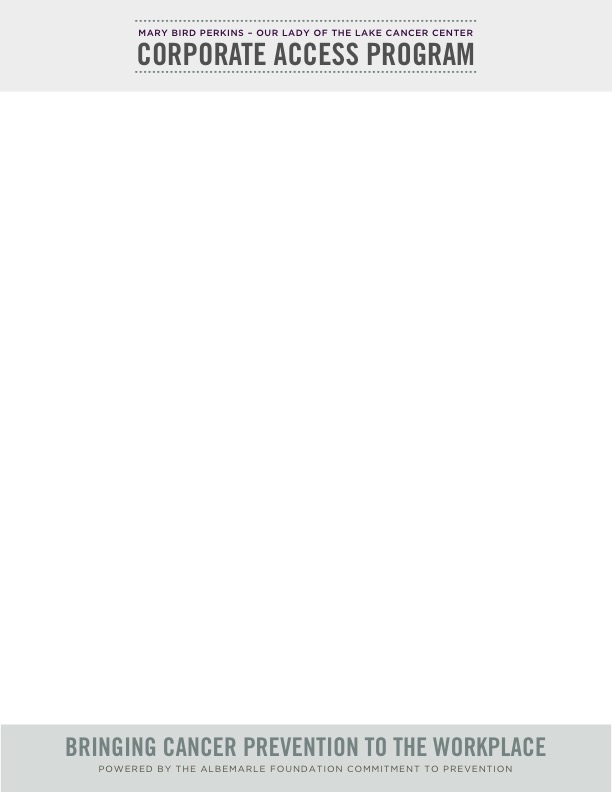 MARY BIRD PERKINS – OUR LADY OF THE LAKE CANCER CENTER
CORPORATE ACCESS PROGRAM
BRINGING CANCER PREVENTION TO THE WORKPLACE
POWERED BY THE ALBEMARLE FOUNDATION COMMITMENT TO PREVENTION